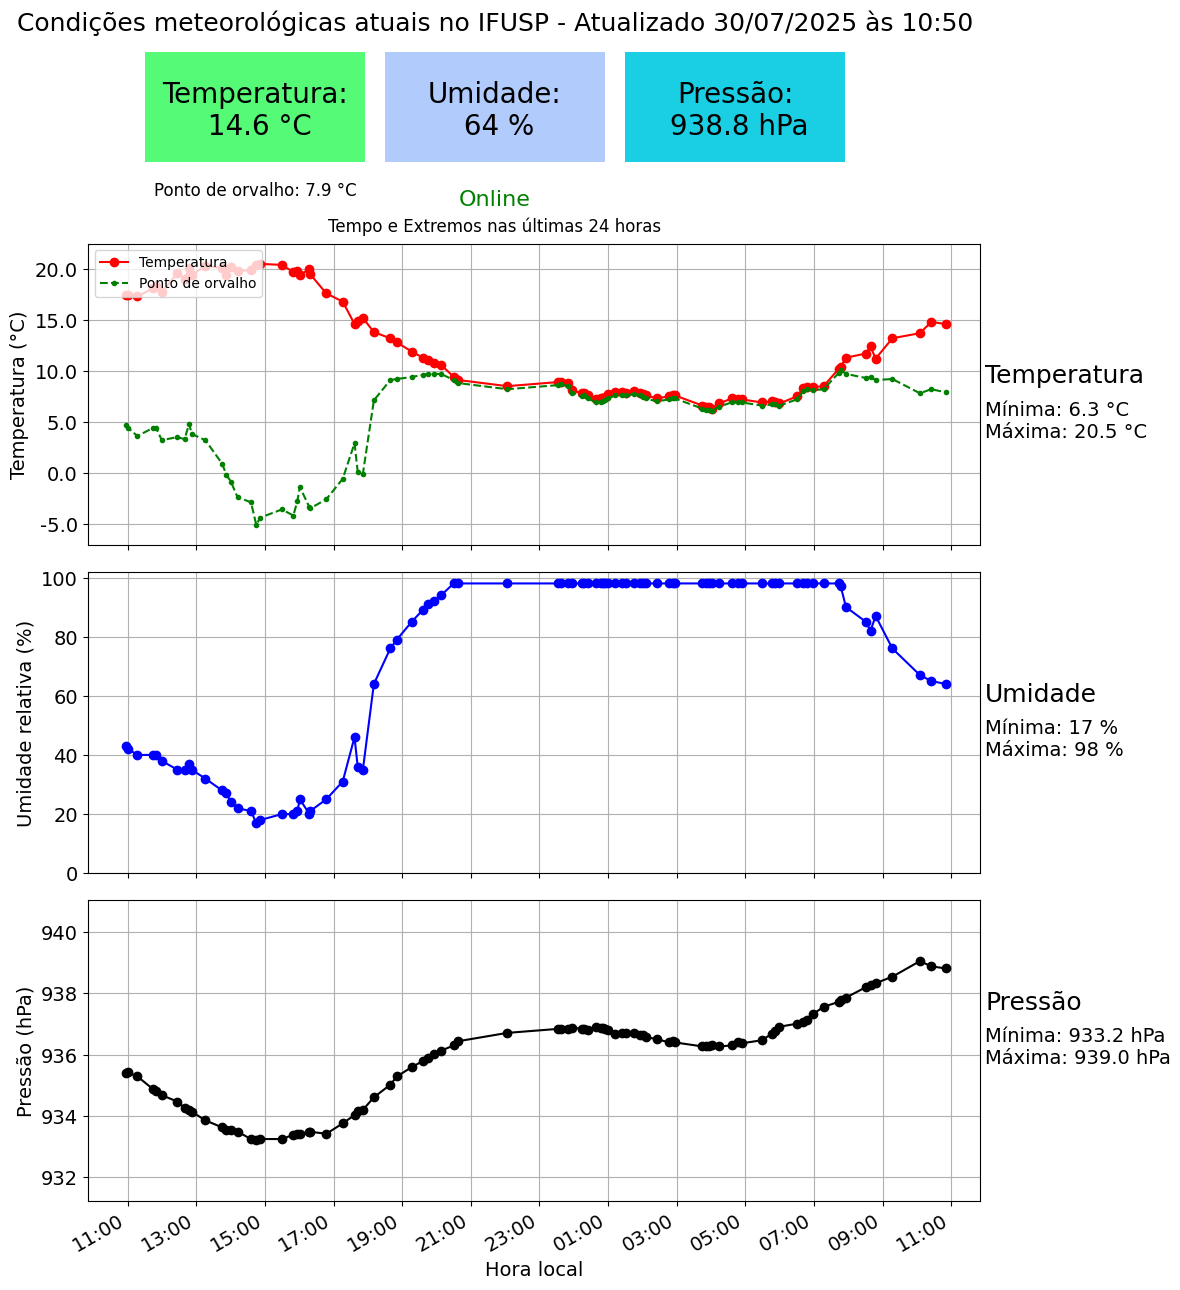 Condições meteorológicas atuais no IFUSP - Atualizado 30/07/2025 às 10:50
Temperatura:
14.6 °C
Umidade:
64 %
Pressão:
938.8 hPa
Ponto de orvalho: 7.9 °C
Online
Tempo e Extremos nas últimas 24 horas
Temperatura
Ponto de orvalho
Temperatura (°C)
20.0
15.0
10.0
5.0
0.0
-5.0
Temperatura
Mínima: 6.3 °C
Máxima: 20.5 °C
Umidade relativa (%)
100
80
60
40
20
0
Umidade
Mínima: 17 %
Máxima: 98 %
Pressão (hPa)
940
938
936
934
932
Pressão
Mínima: 933.2 hPa
Máxima: 939.0 hPa
11:00
13:00
15:00
17:00
19:00
21:00
23:00
01:00
03:00
05:00
07:00
09:00
11:00
Hora local